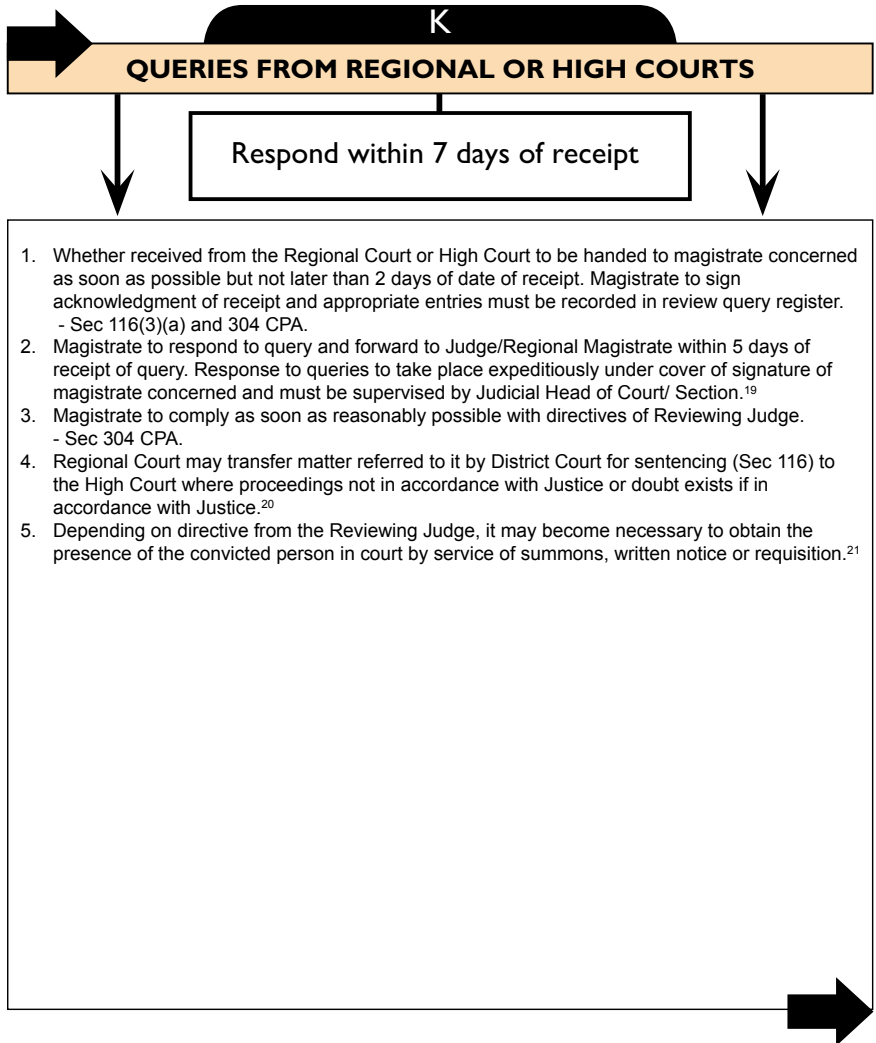 K
QUERIES FROM REGIONAL OR HIGH COURTS
Respond within 7 days of receipt
1. Whether received from the Regional Court or High Court to be handed to magistrate concerned
as soon as possible but not later than 2 days of date of receipt. Magistrate to sign
acknowledgment of receipt and appropriate entries must be recorded in review query register.
- Sec 116(3)(a) and 304 CPA.
2. Magistrate to respond to query and forward to Judge/Regional Magistrate within 5 days of
receipt of query. Response to queries to take place expeditiously under cover of signature of
magistrate concerned and must be supervised by Judicial Head of Court/ Section.19
3. Magistrate to comply as soon as reasonably possible with directives of Reviewing Judge.
- Sec 304 CPA.
4. Regional Court may transfer matter referred to it by District Court for sentencing (Sec 116) to
the High Court where proceedings not in accordance with Justice or doubt exists if in
accordance with Justice.20
5. Depending on directive from the Reviewing Judge, it may become necessary to obtain the
presence of the convicted person in court by service of summons, written notice or requisition.21